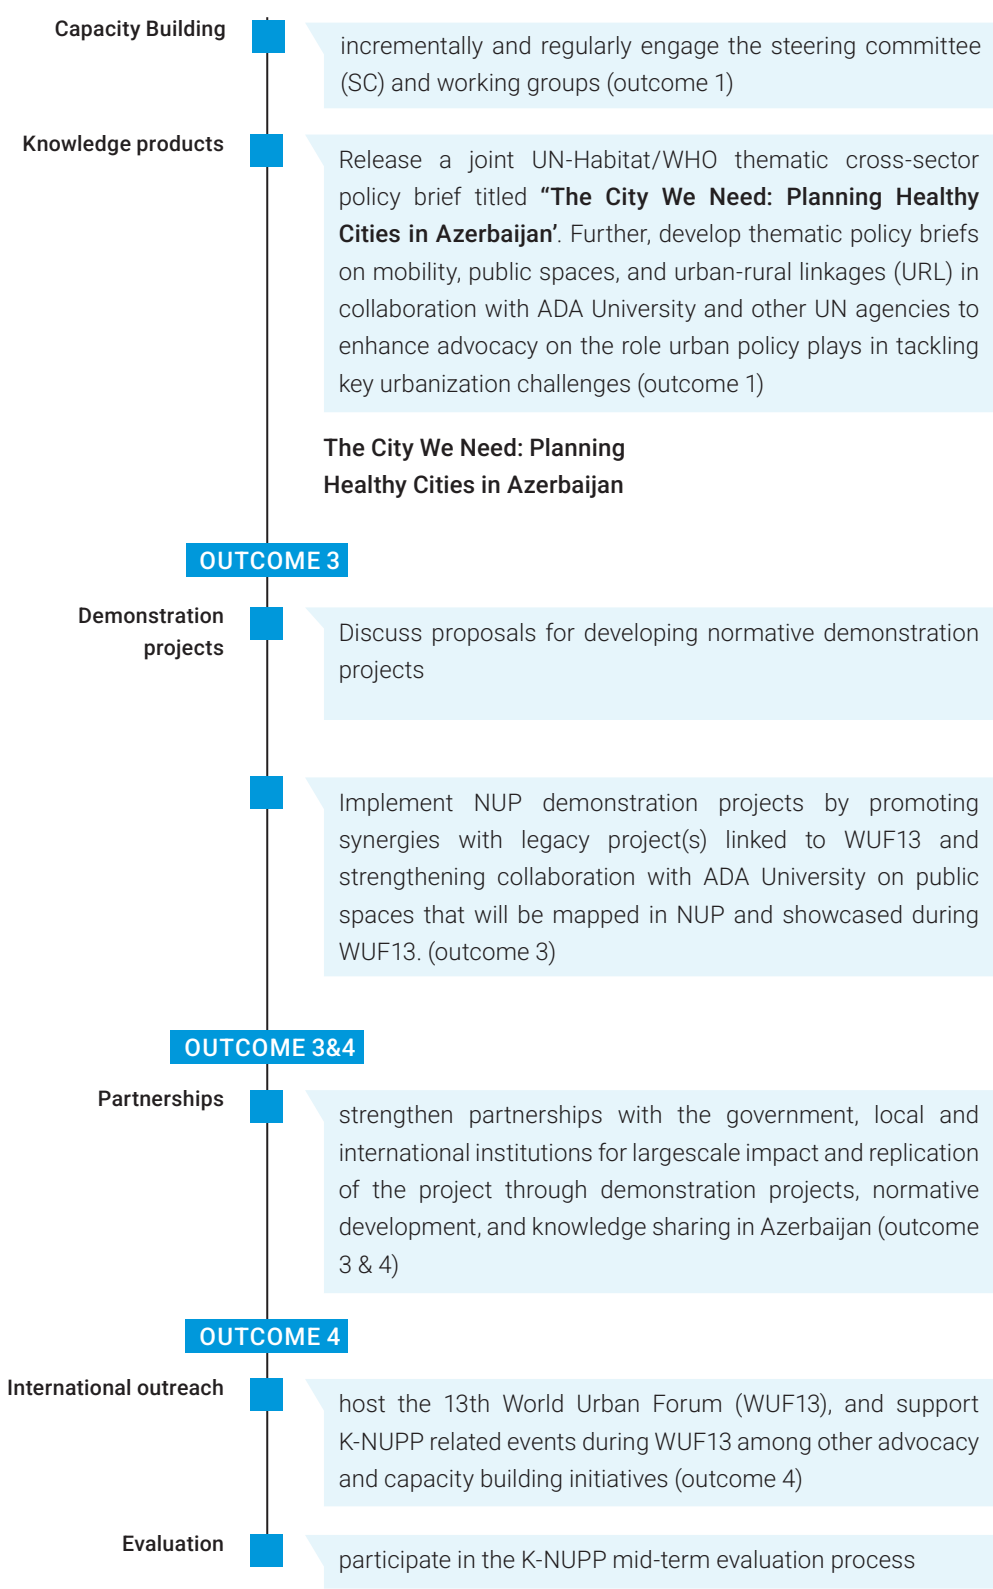 Capacity Building
incrementally and regularly engage the steering committee
(SC) and working groups (outcome 1)
Knowledge products
Release a joint UN-Habitat/WHO thematic cross-sector
policy brief titled “The City We Need: Planning Healthy
Cities in Azerbaijan’. Further, develop thematic policy briefs
on mobility, public spaces, and urban-rural linkages (URL) in
collaboration with ADA University and other UN agencies to
enhance advocacy on the role urban policy plays in tackling
key urbanization challenges (outcome 1)
The City We Need: Planning
Healthy Cities in Azerbaijan
OUTCOME 3
Demonstration
projects
Discuss proposals for developing normative demonstration
projects
Implement NUP demonstration projects by promoting
synergies with legacy project(s) linked to WUF13 and
strengthening collaboration with ADA University on public
spaces that will be mapped in NUP and showcased during
WUF13. (outcome 3)
OUTCOME 3&4
Partnerships
strengthen partnerships with the government, local and
international institutions for largescale impact and replication
of the project through demonstration projects, normative
development, and knowledge sharing in Azerbaijan (outcome
3 & 4)
OUTCOME 4
International outreach
host the 13th World Urban Forum (WUF13), and support
K-NUPP related events during WUF13 among other advocacy
and capacity building initiatives (outcome 4)
Evaluation
participate in the K-NUPP mid-term evaluation process